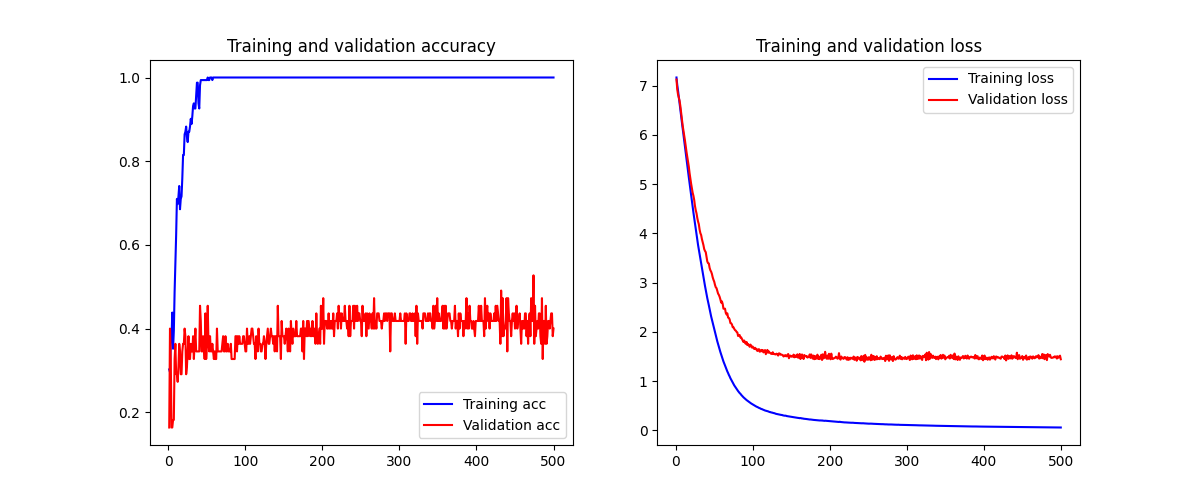 Training and validation accuracy
1.0
0.8
0.6
0.4
0.2
0 100 200 300 400 500
Training acc
Validation acc
Training and validation loss
7
6
5
4
3
2
1
0
0 100 200 300 400 500
Training loss
Validation loss